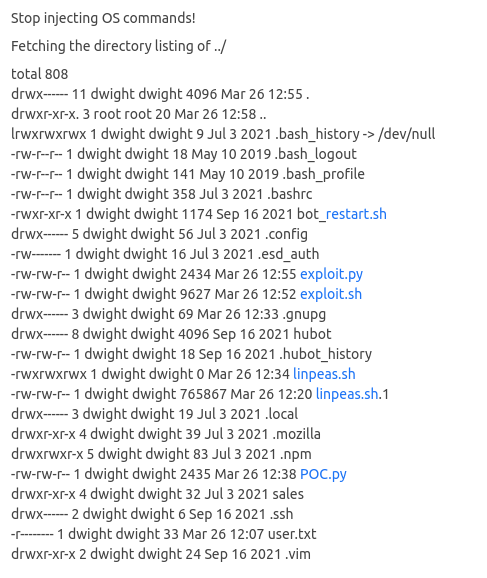 Stop injecting OS commands!
Fetching the directory listing of ../
total 808
drwx------ 11 dwight dwight 4096 Mar 26 12:55 .
drwxr-xr-x. 3 root root 20 Mar 26 12:58 ..
lrwxrwxrwx 1 dwight dwight 9 Jul 3 2021 .bash_history -> /dev/null
-rw-r--r-- 1 dwight dwight 18 May 10 2019 .bash_logout
-rw-r--r-- 1 dwight dwight 141 May 10 2019 .bash_profile
-rw-r--r-- 1 dwight dwight 358 Jul 3 2021 .bashrc
-rwxr-xr-x 1 dwight dwight 1174 Sep 16 2021 bot_restart.sh
drwx------ 5 dwight dwight 56 Jul 3 2021 .config
-rw------- 1 dwight dwight 16 Jul 3 2021 .esd_auth
-rw-rw-r-- 1 dwight dwight 2434 Mar 26 12:55 exploit.py
-rw-rw-r-- 1 dwight dwight 9627 Mar 26 12:52 exploit.sh
drwx------ 3 dwight dwight 69 Mar 26 12:33 .gnupg
drwx------ 8 dwight dwight 4096 Sep 16 2021 hubot
-rw-rw-r-- 1 dwight dwight 18 Sep 16 2021 .hubot_history
-rwxrwxrwx 1 dwight dwight 0 Mar 26 12:34 linpeas.sh
-rw-rw-r-- 1 dwight dwight 765867 Mar 26 12:20 linpeas.sh.1
drwx------ 3 dwight dwight 19 Jul 3 2021 .local
drwxr-xr-x 4 dwight dwight 39 Jul 3 2021 .mozilla
drwxrwxr-x 5 dwight dwight 83 Jul 3 2021 .npm
-rw-rw-r-- 1 dwight dwight 2435 Mar 26 12:38 POC.py
drwxr-xr-x 4 dwight dwight 32 Jul 3 2021 sales
drwx------ 2 dwight dwight 6 Sep 16 2021 .ssh
-r-------- 1 dwight dwight 33 Mar 26 12:07 user.txt
drwxr-xr-x 2 dwight dwight 24 Sep 16 2021 .vim